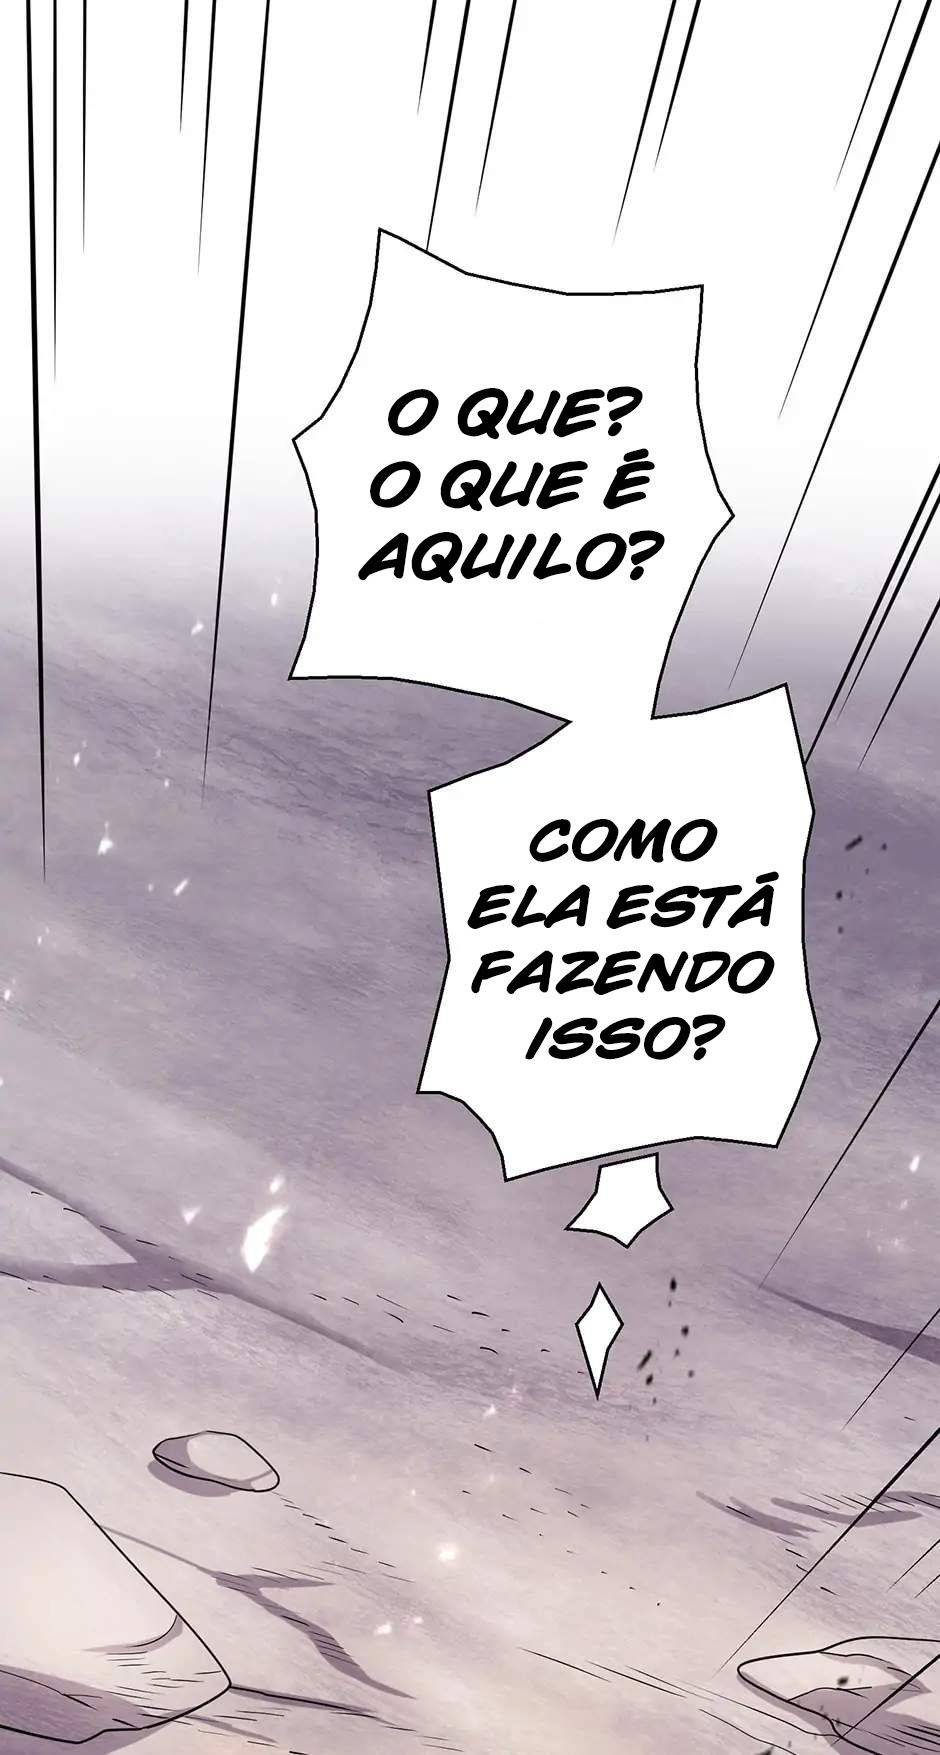 O QUE?
O QUE É
AQUILO?
COMO
ELA ESTÁ
FAZENDO
ISSO?